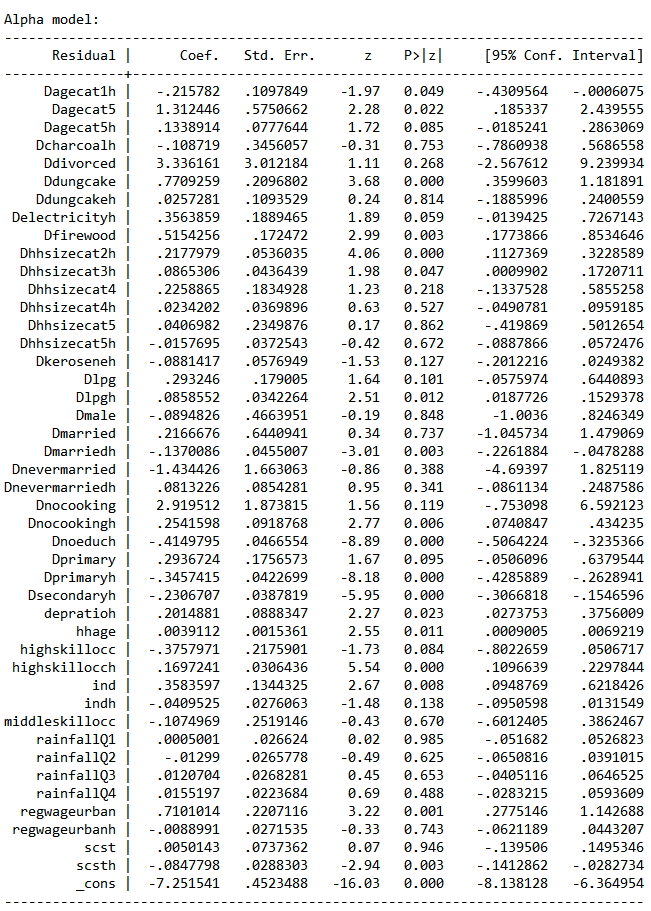 Alpha model:
------------------------------------------------------------------------------
Residual | Coef. Std. Err. z P>|z| [95% Conf. Interval]
-------------+----------------------------------------------------------------
Dagecat1h | -.215782 .1097849 -1.97 0.049 -.4309564 -.0006075
Dagecat5 | 1.312446 .5750662 2.28 0.022 .185337 2.439555
Dagecat5h | .1338914 .0777644 1.72 0.085 -.0185241 .2863069
Dcharcoalh | -.108719 .3456057 -0.31 0.753 -.7860938 .5686558
Ddivorced | 3.336161 3.012184 1.11 0.268 -2.567612 9.239934
Ddungcake | .7709259 .2096802 3.68 0.000 .3599603 1.181891
Ddungcakeh | .0257281 .1093529 0.24 0.814 -.1885996 .2400559
Delectricityh | .3563859 .1889465 1.89 0.059 -.0139425 .7267143
Dfirewood | .5154256 .172472 2.99 0.003 .1773866 .8534646
Dhhsizecat2h | .2177979 .0536035 4.06 0.000 .1127369 .3228589
Dhhsizecat3h | .0865306 .0436439 1.98 0.047 .0009902 .1720711
Dhhsizecat4 | .2258865 .1834928 1.23 0.218 -.1337528 .5855258
Dhhsizecat4h | .0234202 .0369896 0.63 0.527 -.0490781 .0959185
Dhhsizecat5 | .0406982 .2349876 0.17 0.862 -.419869 .5012654
Dhhsizecat5h | -.0157695 .0372543 -0.42 0.672 -.0887866 .0572476
Dkeroseneh | -.0881417 .0576949 -1.53 0.127 -.2012216 .0249382
Dlpg | .293246 .179005 1.64 0.101 -.0575974 .6440893
Dlpgh | .0858552 .0342264 2.51 0.012 .0187726 .1529378
Dmale | -.0894826 .4663951 -0.19 0.848 -1.0036 .8246349
Dmarried | .2166676 .6440941 0.34 0.737 -1.045734 1.479069
Dmarriedh | -.1370086 .0455007 -3.01 0.003 -.2261884 -.0478288
Dnevermarried | -1.434426 1.663063 -0.86 0.388 -4.69397 1.825119
Dnevermarriedh | .0813226 .0854281 0.95 0.341 -.0861134 .2487586
Dnocooking | 2.919512 1.873815 1.56 0.119 -.753098 6.592123
Dnocookingh | .2541598 .0918768 2.77 0.006 .0740847 .434235
Dnoeduch | -.4149795 .0466554 -8.89 0.000 -.5064224 -.3235366
Dprimary | .2936724 .1756573 1.67 0.095 -.0506096 .6379544
Dprimaryh | -.3457415 .0422699 -8.18 0.000 -.4285889 -.2628941
Dsecondaryh | -.2306707 .0387819 -5.95 0.000 -.3066818 -.1546596
depratioh | .2014881 .0888347 2.27 0.023 .0273753 .3756009
hhage | .0039112 .0015361 2.55 0.011 .0009005 .0069219
highskillocc | -.3757971 .2175901 -1.73 0.084 -.8022659 .0506717
highskillocch | .1697241 .0306436 5.54 0.000 .1096639 .2297844
ind | .3583597 .1344325 2.67 0.008 .0948769 .6218426
indh | -.0409525 .0276063 -1.48 0.138 -.0950598 .0131549
middleskillocc | -.1074969 .2519146 -0.43 0.670 -.6012405 .3862467
rainfallQ1 | .0005001 .026624 0.02 0.985 -.051682 .0526823
rainfallQ2 | -.01299 .0265778 -0.49 0.625 -.0650816 .0391015
rainfallQ3 | .0120704 .0268281 0.45 0.653 -.0405116 .0646525
rainfallQ4 | .0155197 .0223684 0.69 0.488 -.0283215 .0593609
regwageurban | .7101014 .2207116 3.22 0.001 .2775146 1.142688
regwageurbanh | -.0088991 .0271535 -0.33 0.743 -.0621189 .0443207
scst | .0050143 .0737362 0.07 0.946 -.139506 .1495346
scsth | -.0847798 .0288303 -2.94 0.003 -.1412862 -.0282734
_cons | -7.251541 .4523488 -16.03 0.000 -8.138128 -6.364954
------------------------------------------------------------------------------